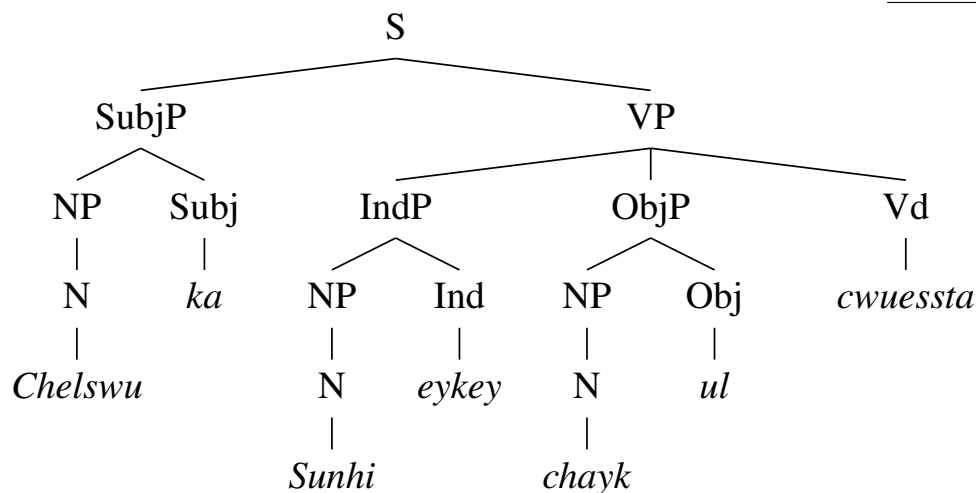 S
SubjP VP
NP Subj IndP ObjP Vd
N ka NP Ind NP Obj cwuessta
Chelswu N eykey N ul
Sunhi chayk